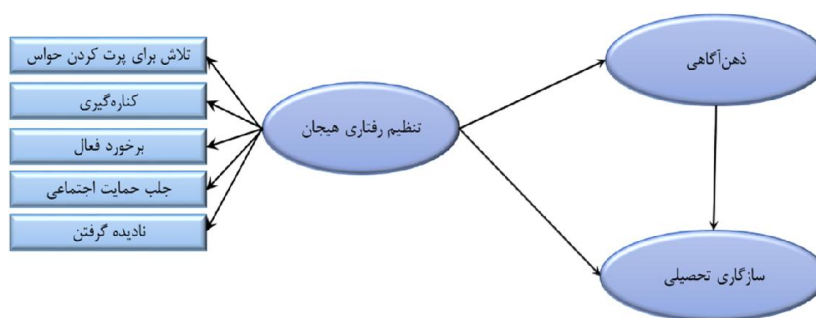 ذهن‌آگاهی
تنظیم رفتاری هیجان
سازگاری تحصیلی
تلاش برای پرت کردن حواس
کناره‌گیری
برخورد فعال
جلب حمایت اجتماعی
نادیده گرفتن